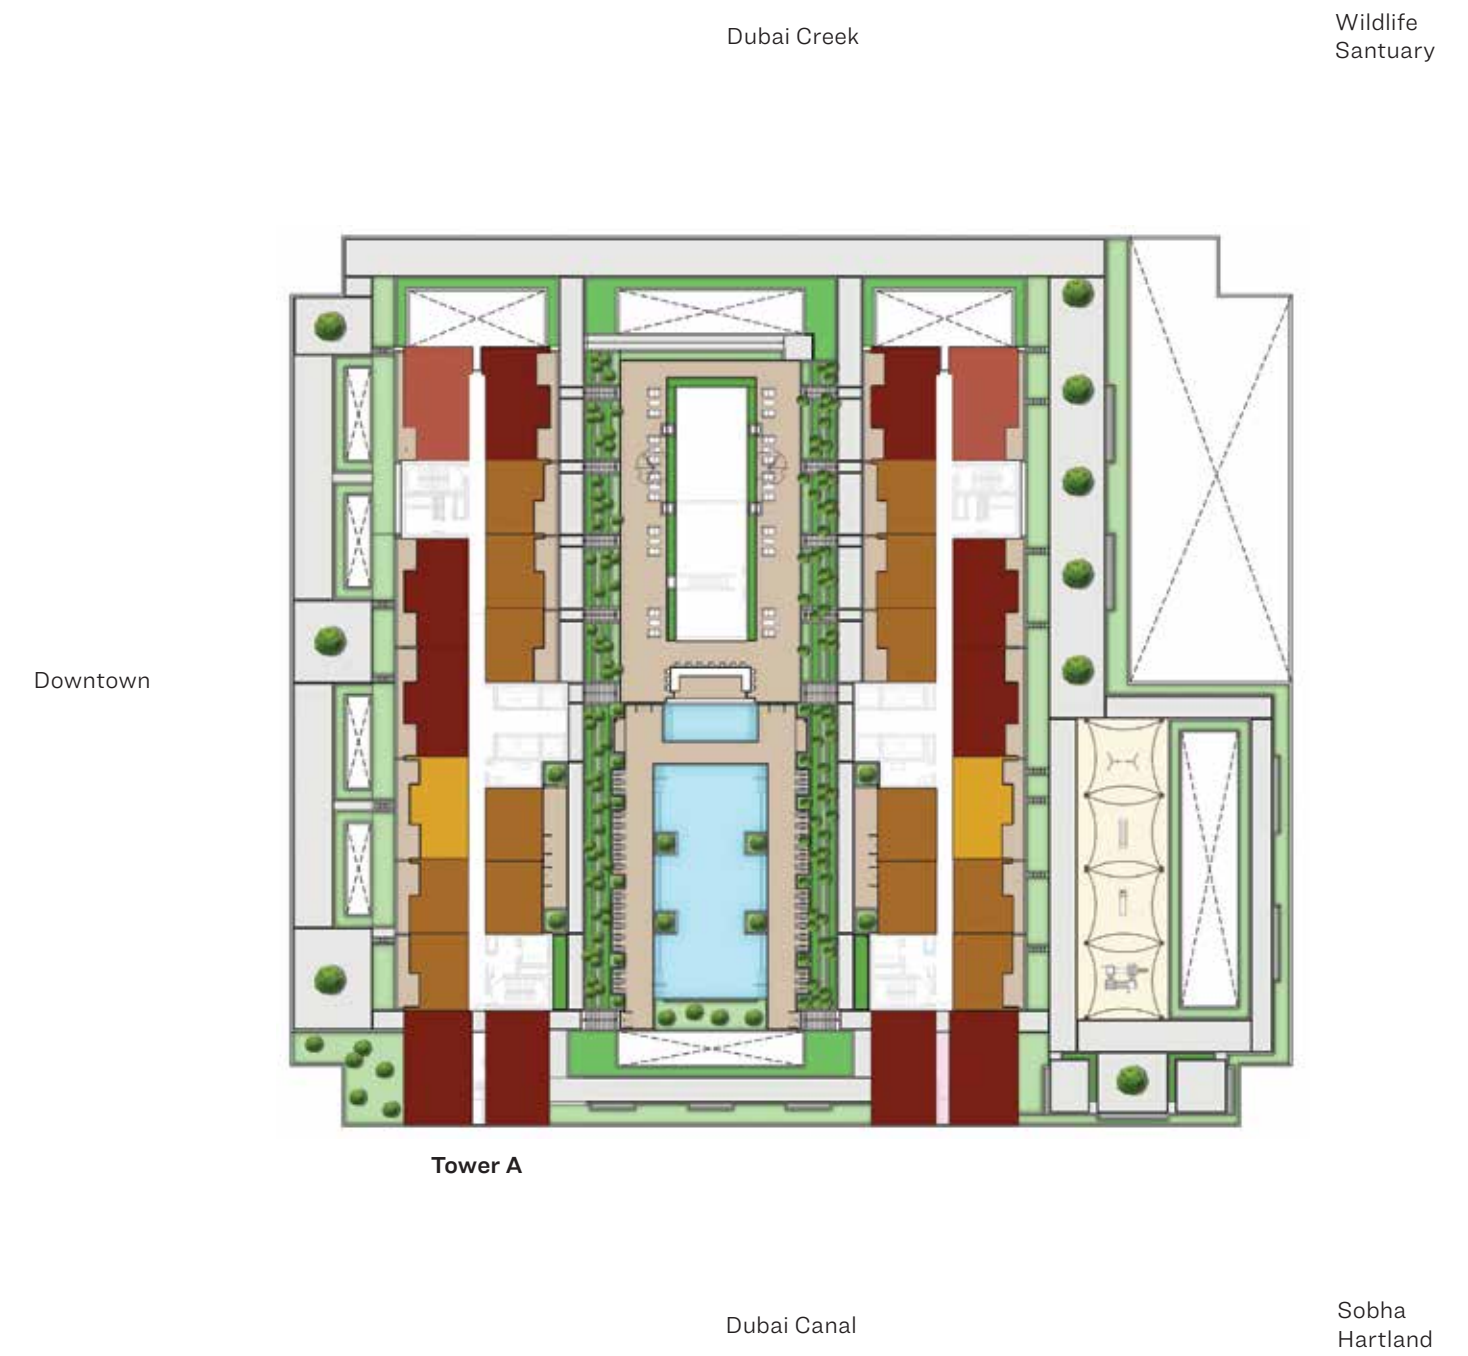 Dubai Creek
Wildlife
Santuary
Downtown
Tower A
Dubai Canal
Sobha
Hartland